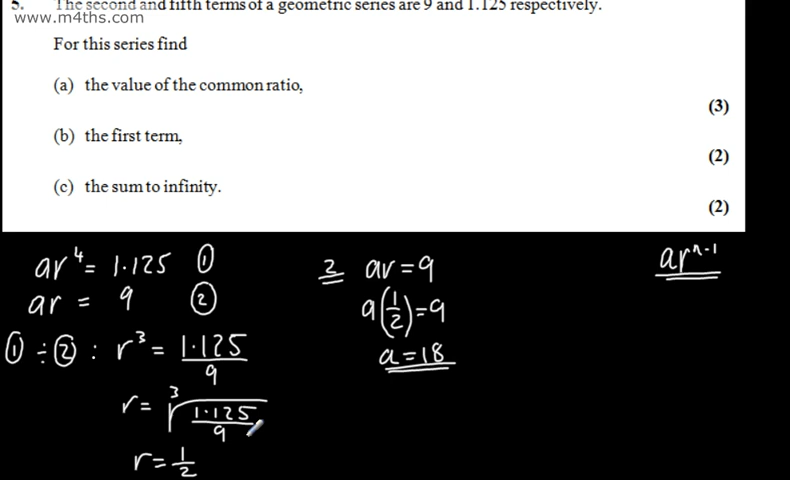 www.m4ths.com
5. The second and fifth terms of a geometric series are 9 and 1.125 respectively.
For this series find
(a) the value of the common ratio,
(3)
(b) the first term,
(2)
(c) the sum to infinity.
(2)
ar⁴ = 1.125 ①
ar = 9 ②
① ÷ ② : r³ = 1.125/9
r = ∛(1.125/9)
r = 1/2
2 ar = 9
a(1/2) = 9
a = 18
arⁿ⁻¹